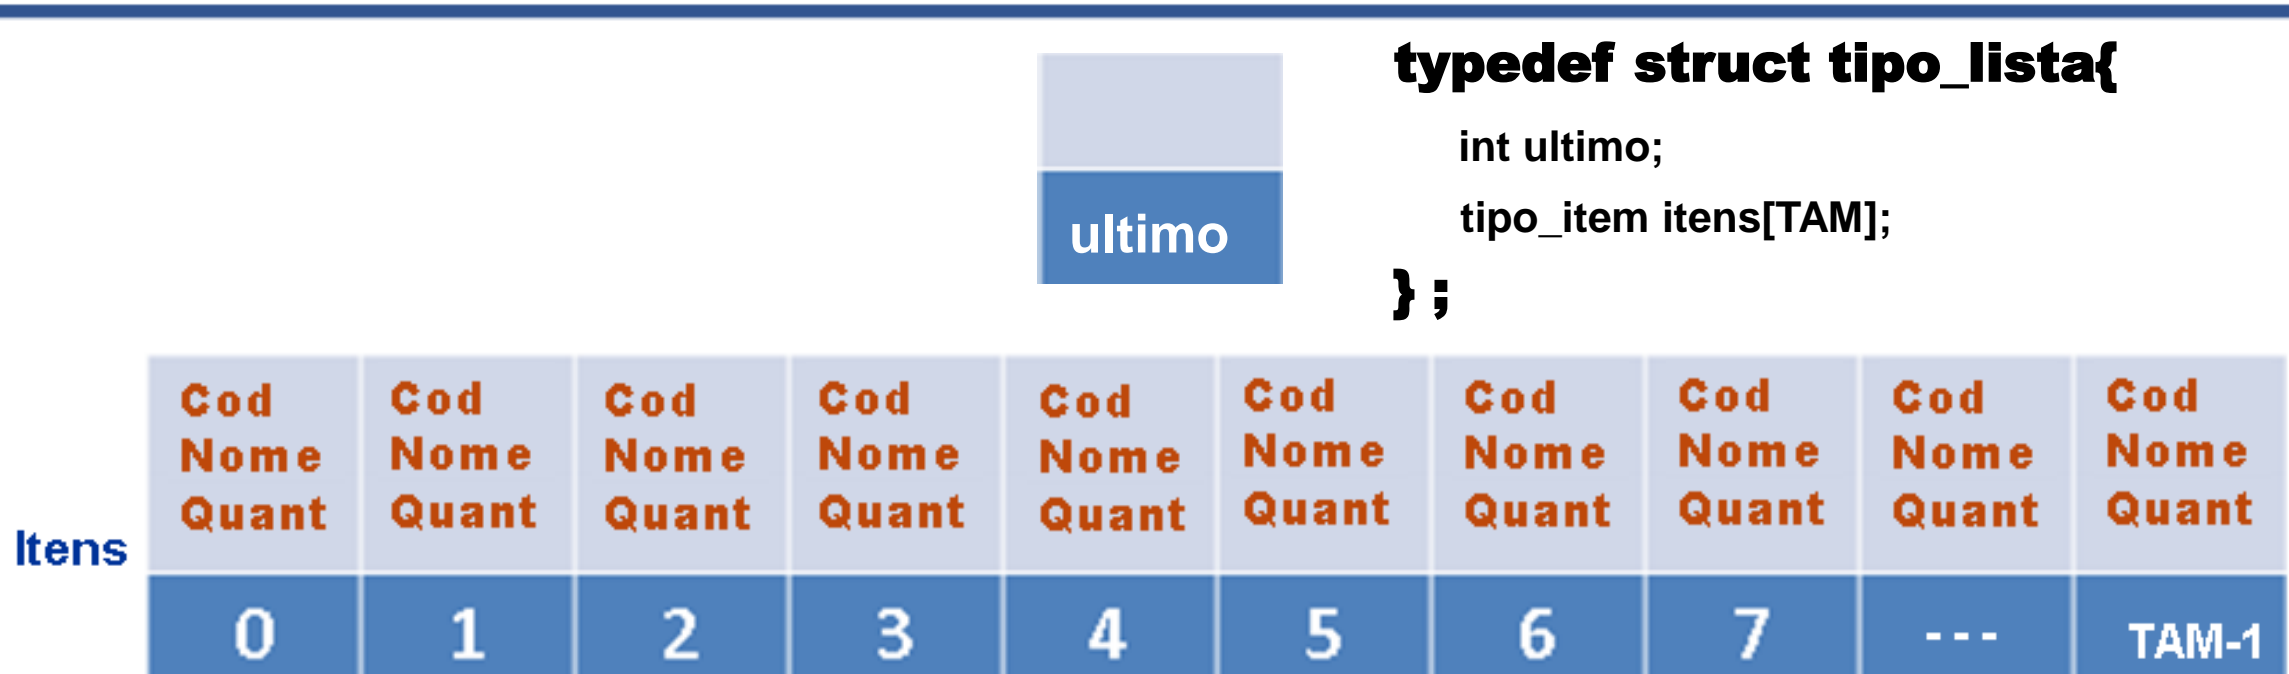 typedef struct tipo_lista{
int ultimo;
tipo_item itens[TAM];
ultimo
};
Cod Cod Cod Cod Cod Cod Cod Cod Cod Cod
Nome Nome Nome Nome Nome Nome Nome Nome Nome Nome
Quant Quant Quant Quant Quant Quant Quant Quant Quant Quant
Itens
0 1 2 3 4 5 6 7 --- TAM-1